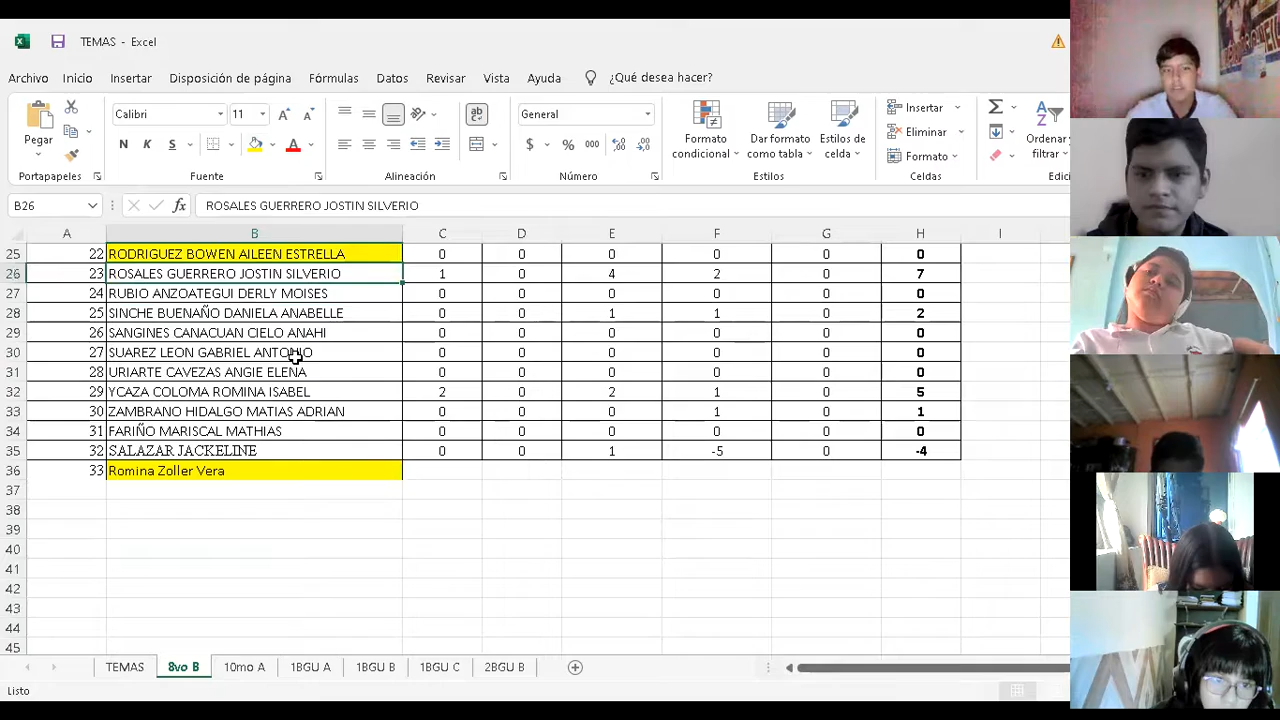 TEMAS - Excel
Archivo Inicio Insertar Disposición de página Fórmulas Datos Revisar Vista Ayuda ¿Qué desea hacer?
Pegar
Calibri 11 General
N K S
$ % 000
Formato condicional
Dar formato como tabla
Estilos de celda
Insertar
Eliminar
Formato
Ordenar
filtrar
Portapapeles Fuente Alineación Número Estilos Celdas
B26 fx ROSALES GUERRERO JOSTIN SILVERIO
A B C D E F G H I
25 22 RODRIGUEZ BOWEN AILEEN ESTRELLA 0 0 0 0 0 0
26 23 ROSALES GUERRERO JOSTIN SILVERIO 1 0 4 2 0 7
27 24 RUBIO ANZOATEGUI DERLY MOISES 0 0 0 0 0 0
28 25 SINCHE BUENAÑO DANIELA ANABELLE 0 0 1 1 0 2
29 26 SANGINES CANACUAN CIELO ANAHI 0 0 0 0 0 0
30 27 SUAREZ LEON GABRIEL ANTONIO 0 0 0 0 0 0
31 28 URIARTE CAVEZAS ANGIE ELENA 0 0 0 0 0 0
32 29 YCAZA COLOMA ROMINA ISABEL 2 0 2 1 0 5
33 30 ZAMBRANO HIDALGO MATIAS ADRIAN 0 0 0 1 0 1
34 31 FARIÑO MARISCAL MATHIAS 0 0 0 0 0 0
35 32 SALAZAR JACKELINE 0 0 1 -5 0 -4
36 33 Romina Zoller Vera
37
38
39
40
41
42
43
44
45
TEMAS 8vo B 10mo A 1BGU A 1BGU B 1BGU C 2BGU B
Listo